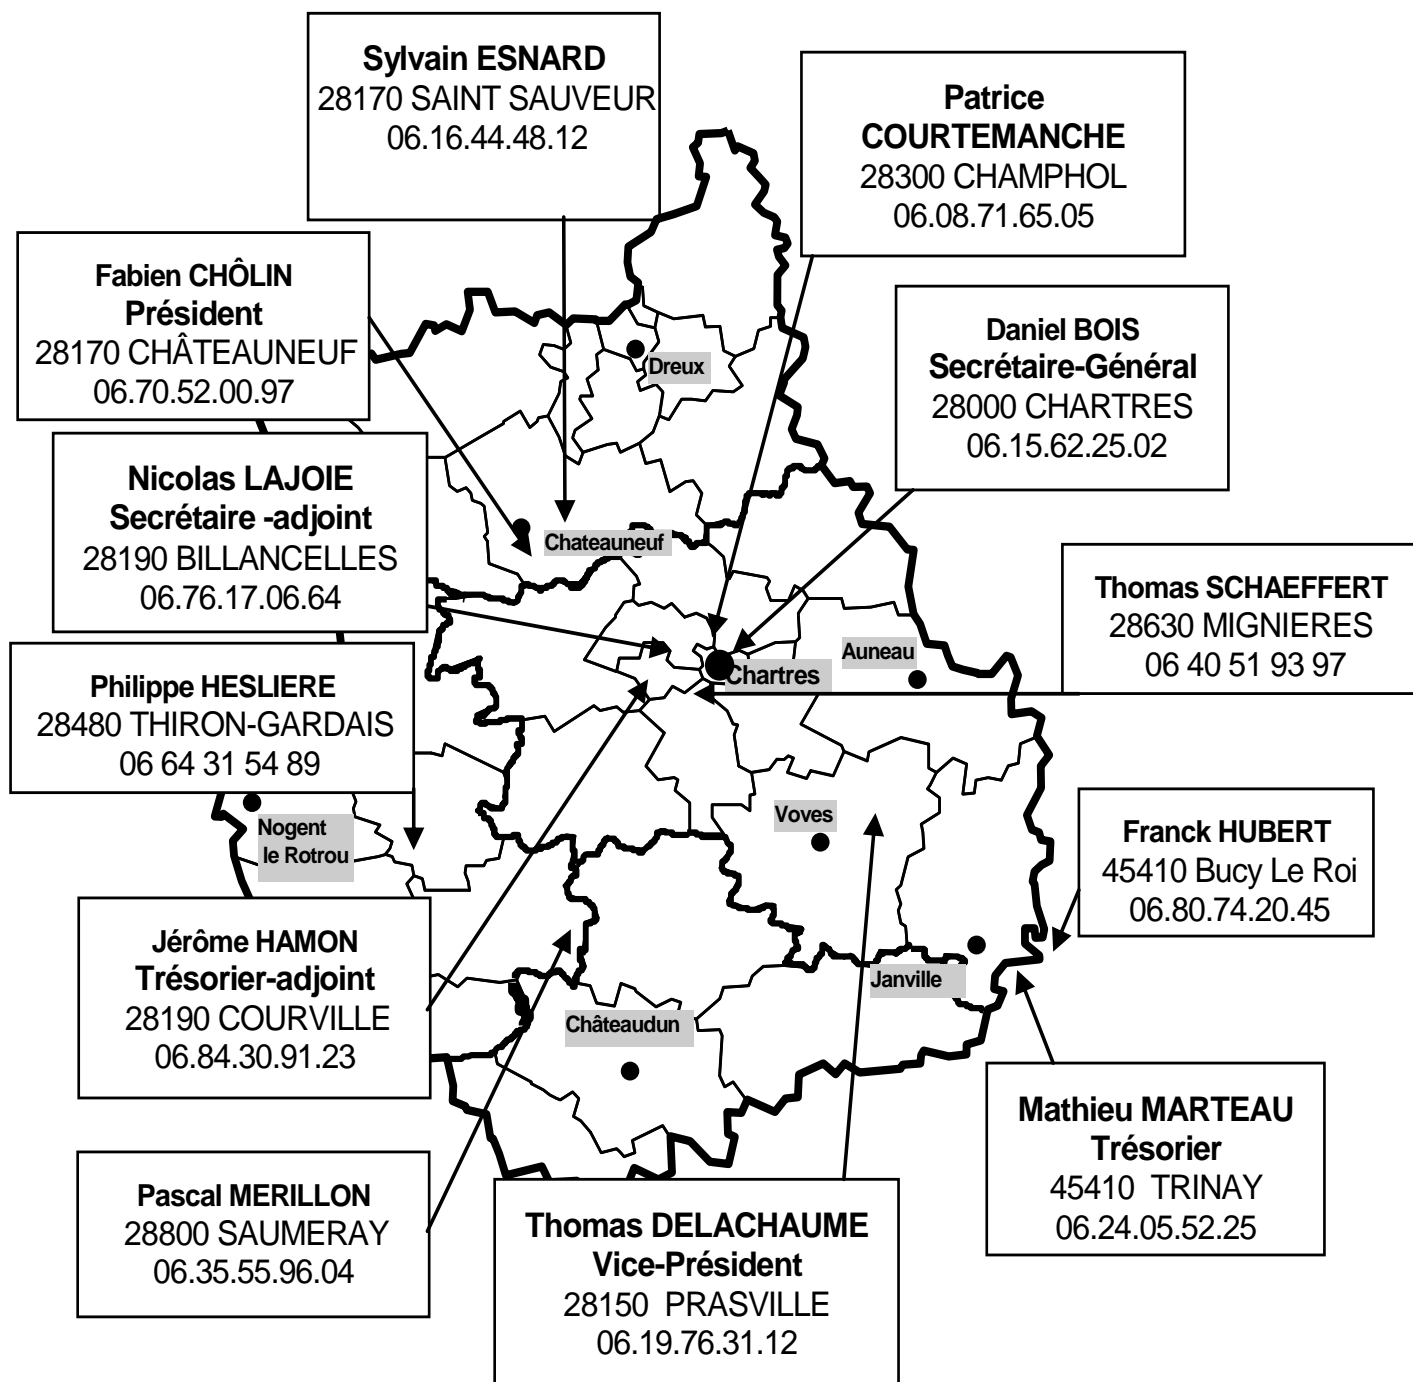 Sylvain ESNARD
28170 SAINT SAUVEUR
06.16.44.48.12
Patrice
COURTEMANCHE
28300 CHAMPHOL
06.08.71.65.05
Fabien CHÔLIN
Président
28170 CHÂTEAUNEUF
06.70.52.00.97
Daniel BOIS
Secrétaire-Général
28000 CHARTRES
06.15.62.25.02
Dreux
Nicolas LAJOIE
Secrétaire -adjoint
28190 BILLANCELLES
06.76.17.06.64
Chateauneuf
Thomas SCHAEFFERT
28630 MIGNIERES
06 40 51 93 97
Auneau
Chartres
Philippe HESLIERE
28480 THIRON-GARDAIS
06 64 31 54 89
Nogent
le Rotrou
Voves
Franck HUBERT
45410 Bucy Le Roi
06.80.74.20.45
Jérôme HAMON
Trésorier-adjoint
28190 COURVILLE
06.84.30.91.23
Janville
Châteaudun
Mathieu MARTEAU
Trésorier
45410 TRINAY
06.24.05.52.25
Pascal MERILLON
28800 SAUMERAY
06.35.55.96.04
Thomas DELACHAUME
Vice-Président
28150 PRASVILLE
06.19.76.31.12